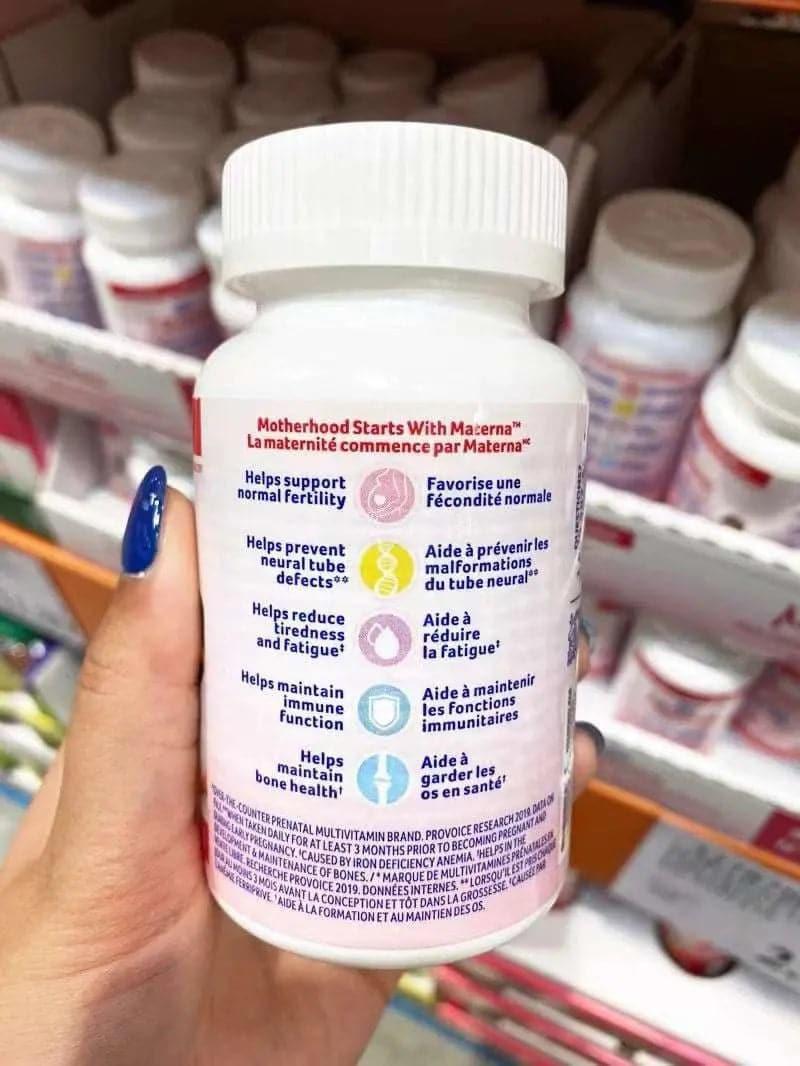 Motherhood Starts With Materna™
La maternité commence par Materna MC
Helps support
normal fertility
Favorise une
fécondité normale
Helps prevent
neural tube
defects**
Aide à prévenir les
malformations
du tube neural**
Helps reduce
tiredness
and fatigue‡
Aide à
réduire
la fatigue‡
Helps maintain
immune
function
Aide à maintenir
les fonctions
immunitaires
Helps
maintain
bone health†
Aide à
garder les
os en santé†
-THE-COUNTER PRENATAL MULTIVITAMIN BRAND. PROVOICE RESEARCH 2019. DATA ON
FILE. **WHEN TAKEN DAILY FOR AT LEAST 3 MONTHS PRIOR TO BECOMING PREGNANT AND
DURING EARLY PREGNANCY. ‡CAUSED BY IRON DEFICIENCY ANEMIA. †HELPS IN THE
DEVELOPMENT & MAINTENANCE OF BONES. / * MARQUE DE MULTIVITAMINES PRÉNATALES EN
LIBRE. RECHERCHE PROVOICE 2019. DONNÉES INTERNES. ** LORSQU'IL EST PRIS CHAQUE
JOUR AU MOINS 3 MOIS AVANT LA CONCEPTION ET TÔT DANS LA GROSSESSE. ‡CAUSÉE PAR
FERRIPRIVE. †AIDE À LA FORMATION ET AU MAINTIEN DES OS.
QUESTIONS?